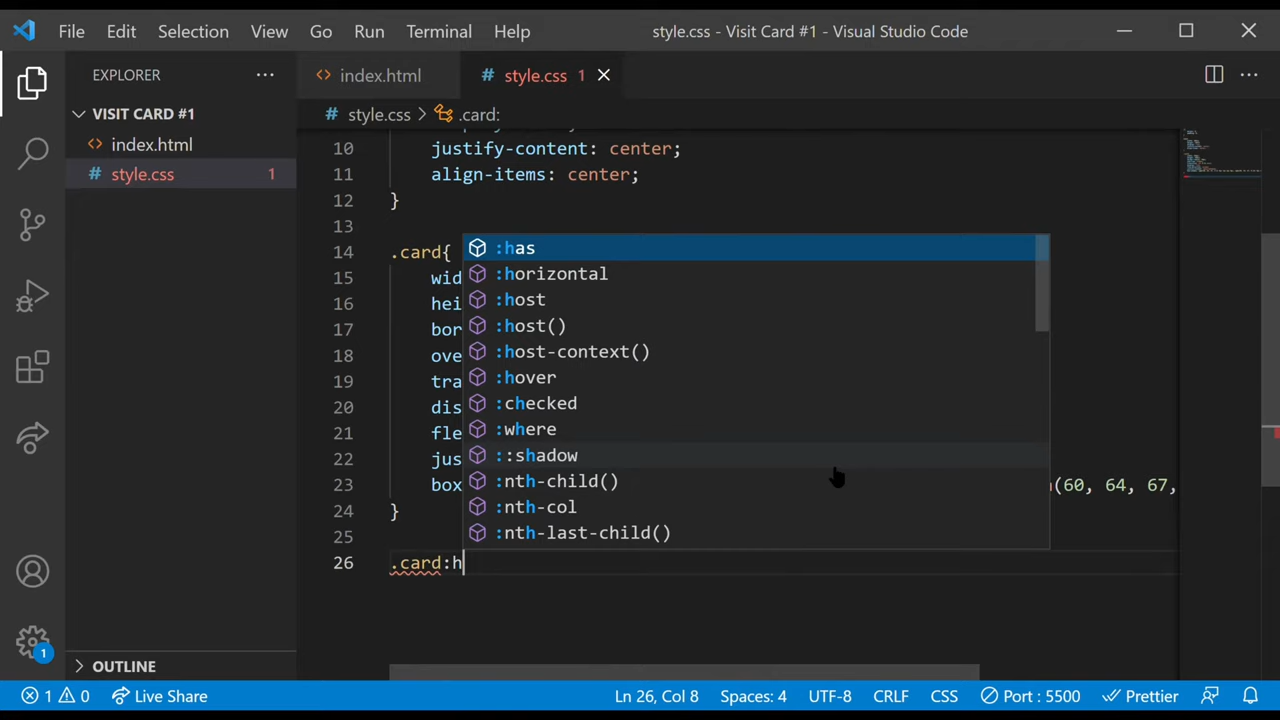 File Edit Selection View Go Run Terminal Help style.css - Visit Card #1 - Visual Studio Code
EXPLORER ··· <> index.html # style.css 1
VISIT CARD #1 # style.css > .card:
<> index.html
# style.css 1
10 justify-content: center;
11 align-items: center;
12 }
13
14 .card{
15 wid
16 hei
17 bor
18 ove
19 tra
20 dis
21 fle
22 jus
23 box (60, 64, 67,
24 }
25
26 .card:h
:has
:horizontal
:host
:host()
:host-context()
:hover
:checked
:where
::shadow
:nth-child()
:nth-col
:nth-last-child()
1
> OUTLINE
1 0 Live Share Ln 26, Col 8 Spaces: 4 UTF-8 CRLF CSS Port : 5500 Prettier